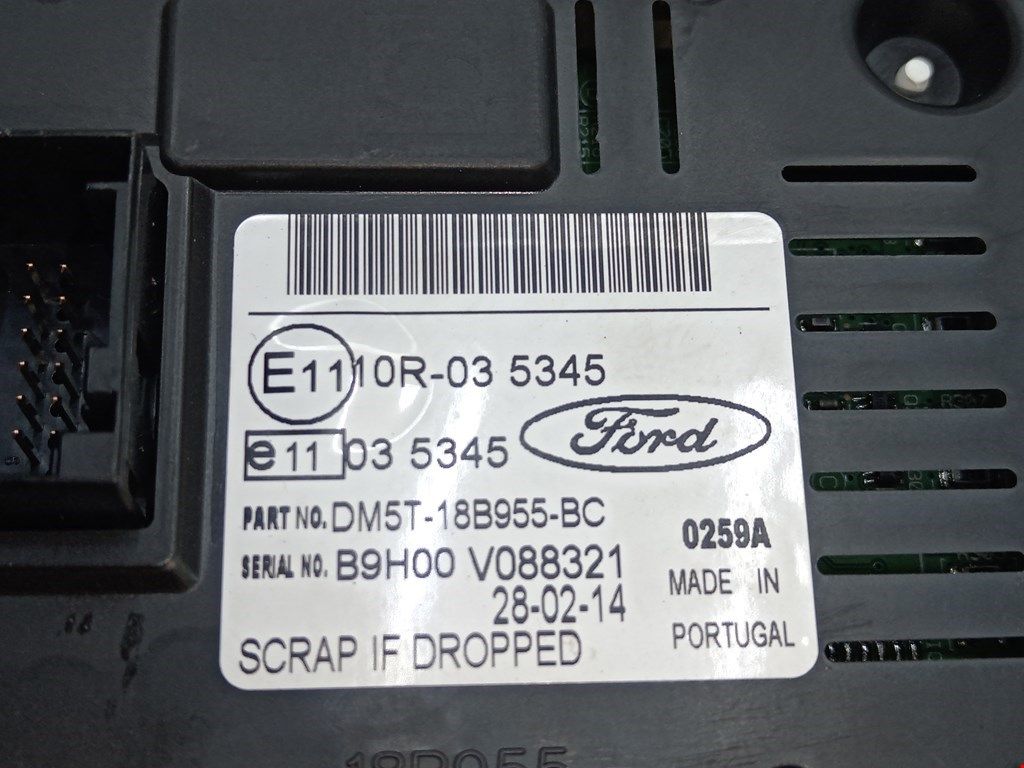 E11 10R-03 5345
e11 03 5345
Ford
PART NO. DM5T-18B955-BC
0259A
SERIAL NO. B9H00 V088321
MADE IN
28-02-14
PORTUGAL
SCRAP IF DROPPED